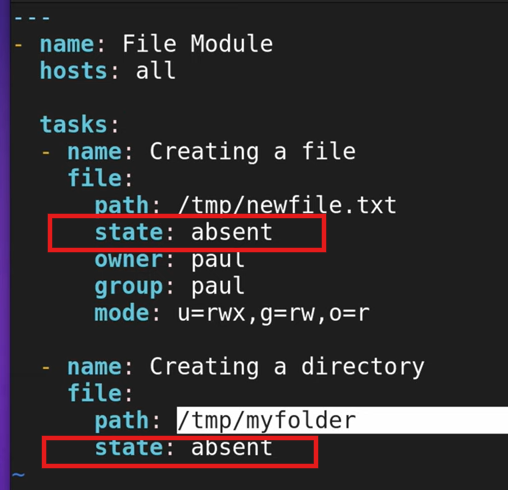 ---
- name: File Module
  hosts: all

  tasks:
  - name: Creating a file
    file:
      path: /tmp/newfile.txt
      state: absent
      owner: paul
      group: paul
      mode: u=rwx,g=rw,o=r

  - name: Creating a directory
    file:
      path: /tmp/myfolder
      state: absent
~